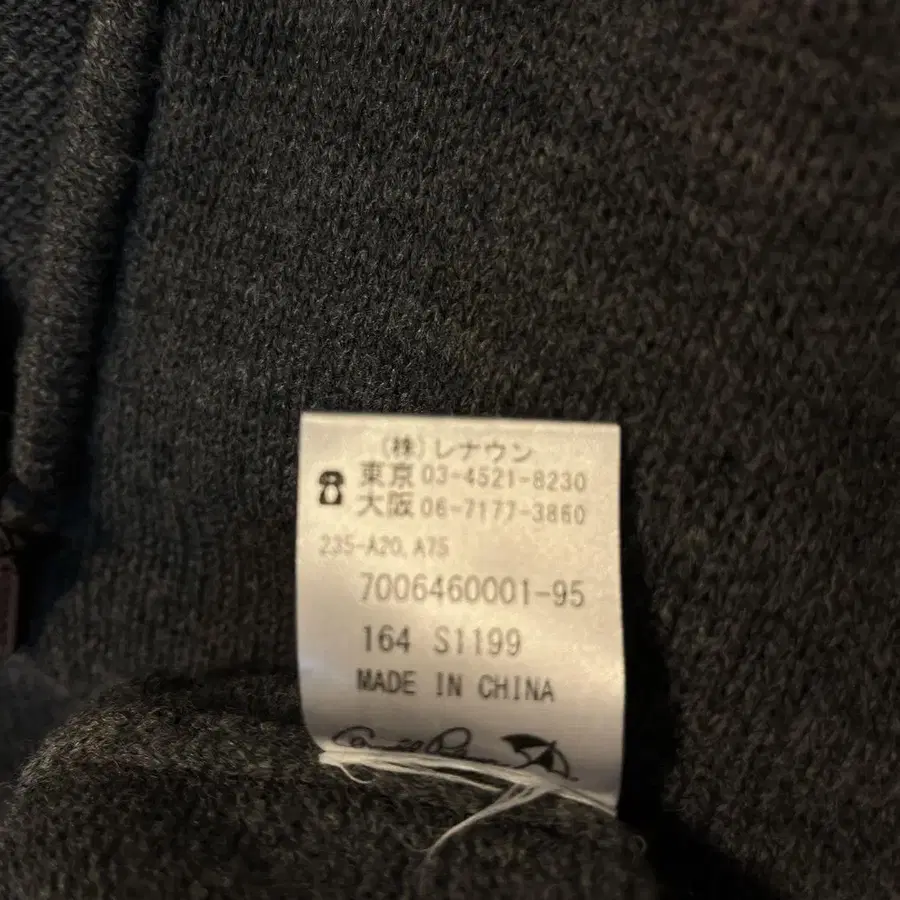 (株)レナウン
東京 03-4521-8230
大阪 06-7177-3860
235-A20, A75
7006460001-95
164 S1199
MADE IN CHINA